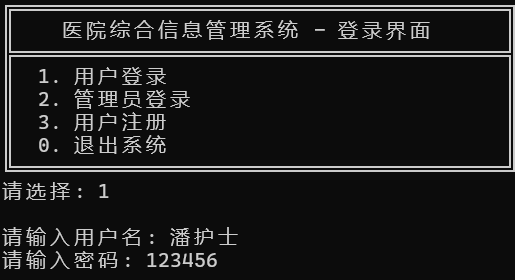 医院综合信息管理系统 - 登录界面
1. 用户登录
2. 管理员登录
3. 用户注册
0. 退出系统
请选择: 1
请输入用户名: 潘护士
请输入密码: 123456